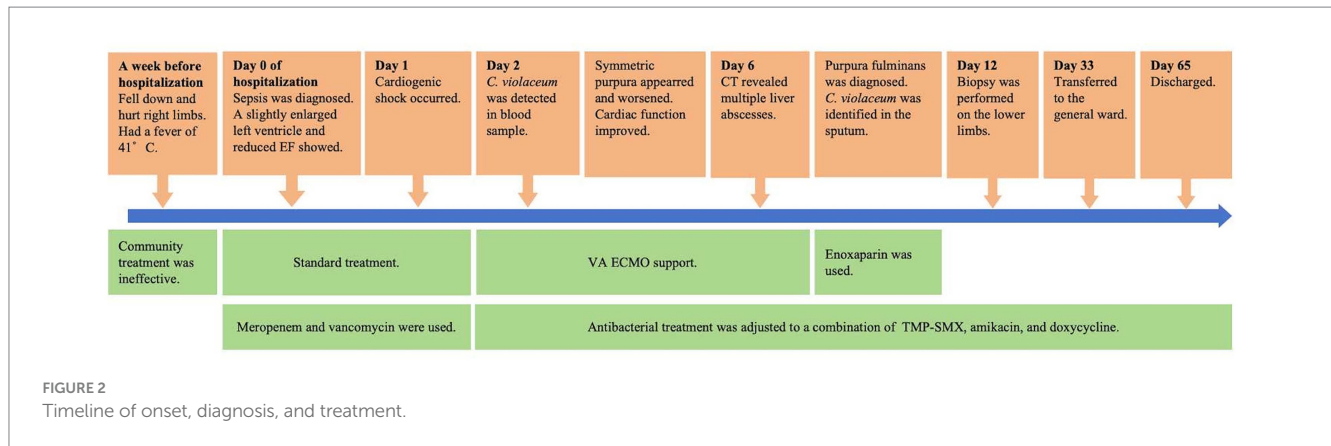 A week before
hospitalization
Fell down and
hurt right limbs.
Had a fever of
41° C.
Day 0 of
hospitalization
Sepsis was diagnosed.
A slightly enlarged
left ventricle and
reduced EF showed.
Day 1
Cardiogenic
shock occurred.
Day 2
C. violaceum
was detected
in blood
sample.
Symmetric
purpura appearred
and worsened.
Cardiac function
improved.
Day 6
CT revealed
multiple liver
abscesses.
Purpura fulminans
was diagnosed.
C. violaceum was
identified in the
sputum.
Day 12
Biopsy was
performed
on the lower
limbs.
Day 33
Transferred
to the
general ward.
Day 65
Discharged.
Community
treatment was
ineffective.
Standard treatment.
VA ECMO support.
Enoxaparin was
used.
Meropenem and vancomycin were used.
Antibacterial treatment was adjusted to a combination of TMP-SMX, amikacin, and doxycycline.
FIGURE 2
Timeline of onset, diagnosis, and treatment.